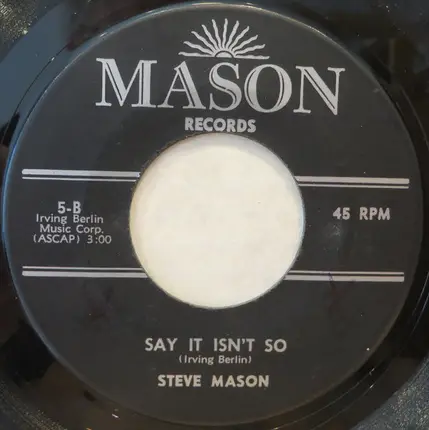 MASON
RECORDS
5-B
Irving Berlin
Music Corp.
(ASCAP) 3:00
45 RPM
SAY IT ISN'T SO
(Irving Berlin)
STEVE MASON